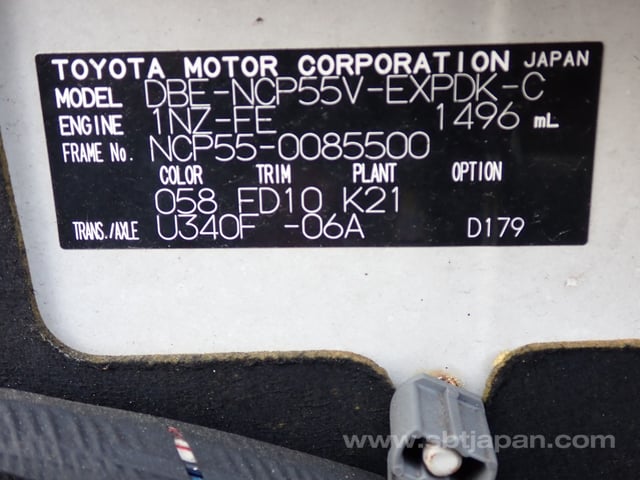 TOYOTA MOTOR CORPORATION JAPAN
MODEL DBE-NCP55V-EXPDK-C
ENGINE 1NZ-FE 1496 mL
FRAME No. NCP55-0085500
COLOR TRIM PLANT OPTION
058 FD10 K21
TRANS./AXLE U340F -06A D179
www.sbtjapan.com